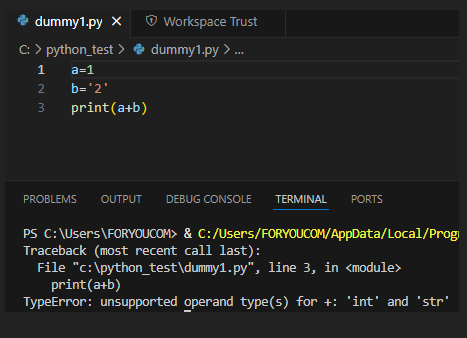 dummy1.py Workspace Trust
C: > python_test > dummy1.py > ...
1 a=1
2 b='2'
3 print(a+b)
PROBLEMS OUTPUT DEBUG CONSOLE TERMINAL PORTS
PS C:\Users\FORYOUCOM> & C:/Users/FORYOUCOM/AppData/Local/Prog
Traceback (most recent call last):
File "c:\python_test\dummy1.py", line 3, in <module>
print(a+b)
TypeError: unsupported operand type(s) for +: 'int' and 'str'